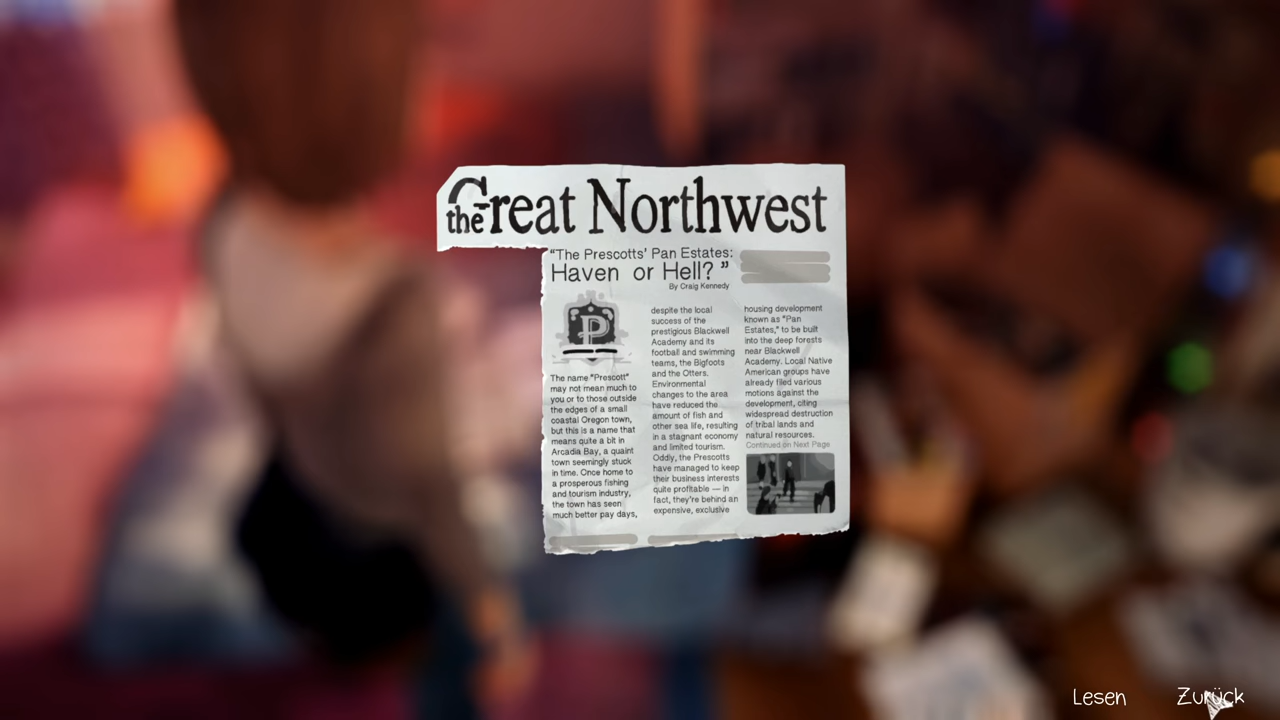 the Great Northwest
"The Prescotts' Pan Estates:
Haven or Hell? "
By Craig Kennedy
P
The name "Prescott"
may not mean much to
you or to those outside
the edges of a small
coastal Oregon town,
but this is a name that
means quite a bit in
Arcadia Bay, a quaint
town seemingly stuck
in time. Once home to
a prosperous fishing
and tourism industry,
the town has seen
much better pay days,
despite the local
success of the
prestigious Blackwell
Academy and its
football and swimming
teams, the Bigfoots
and the Otters.
Environmental
changes to the area
have reduced the
amount of fish and
other sea life, resulting
in a stagnant economy
and limited tourism.
Oddly, the Prescotts
have managed to keep
their business interests
quite profitable — in
fact, they're behind an
expensive, exclusive
housing development
known as "Pan
Estates," to be built
into the deep forests
near Blackwell
Academy. Local Native
American groups have
already filed various
motions against the
development, citing
widespread destruction
of tribal lands and
natural resources.
Continued on Next Page
Lesen
Zurück